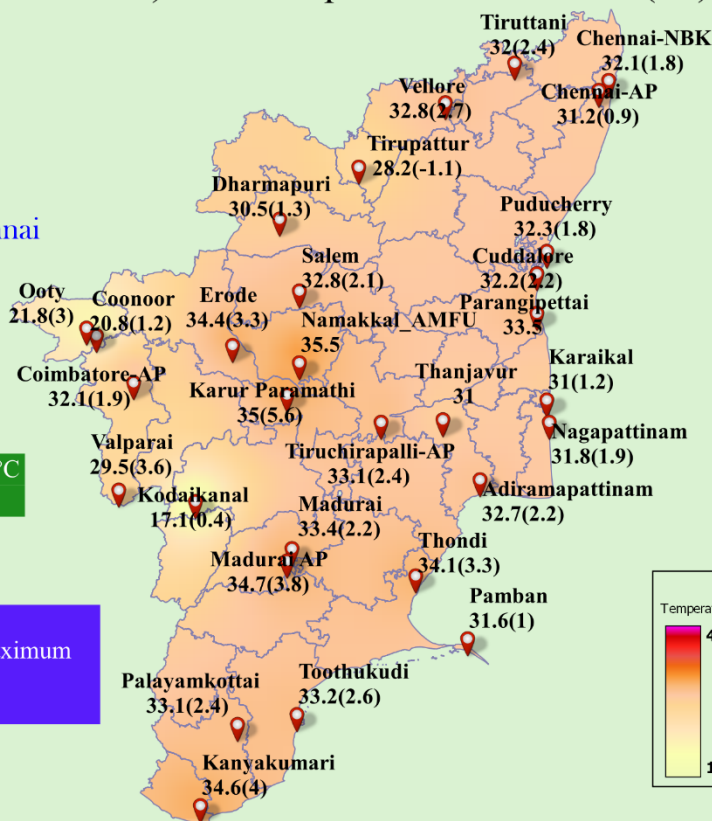 Tiruttani
32(2.4)
Chennai-NBK
32.1(1.8)
Vellore
32.8(2.7)
Chennai-AP
31.2(0.9)
Tirupattur
28.2(-1.1)
Dharmapuri
30.5(1.3)
Puducherry
32.3(1.8)
nai
Salem
32.8(2.1)
Cuddalore
32.2(2.2)
Ooty
21.8(3)
Coonoor
20.8(1.2)
Erode
34.4(3.3)
Namakkal_AMFU
35.5
Parangipettai
33.5
Karaikal
31(1.2)
Coimbatore-AP
32.1(1.9)
Karur Paramathi
35(5.6)
Thanjavur
31
Nagapattinam
31.8(1.9)
Valparai
29.5(3.6)
Tiruchirapalli-AP
33.1(2.4)
°C
Kodaikanal
17.1(0.4)
Adiramapattinam
32.7(2.2)
Madurai
33.4(2.2)
Thondi
34.1(3.3)
Madurai AP
34.7(3.8)
Pamban
31.6(1)
Temperat
4
1
ximum
Palayamkottai
33.1(2.4)
Toothukudi
33.2(2.6)
Kanyakumari
34.6(4)